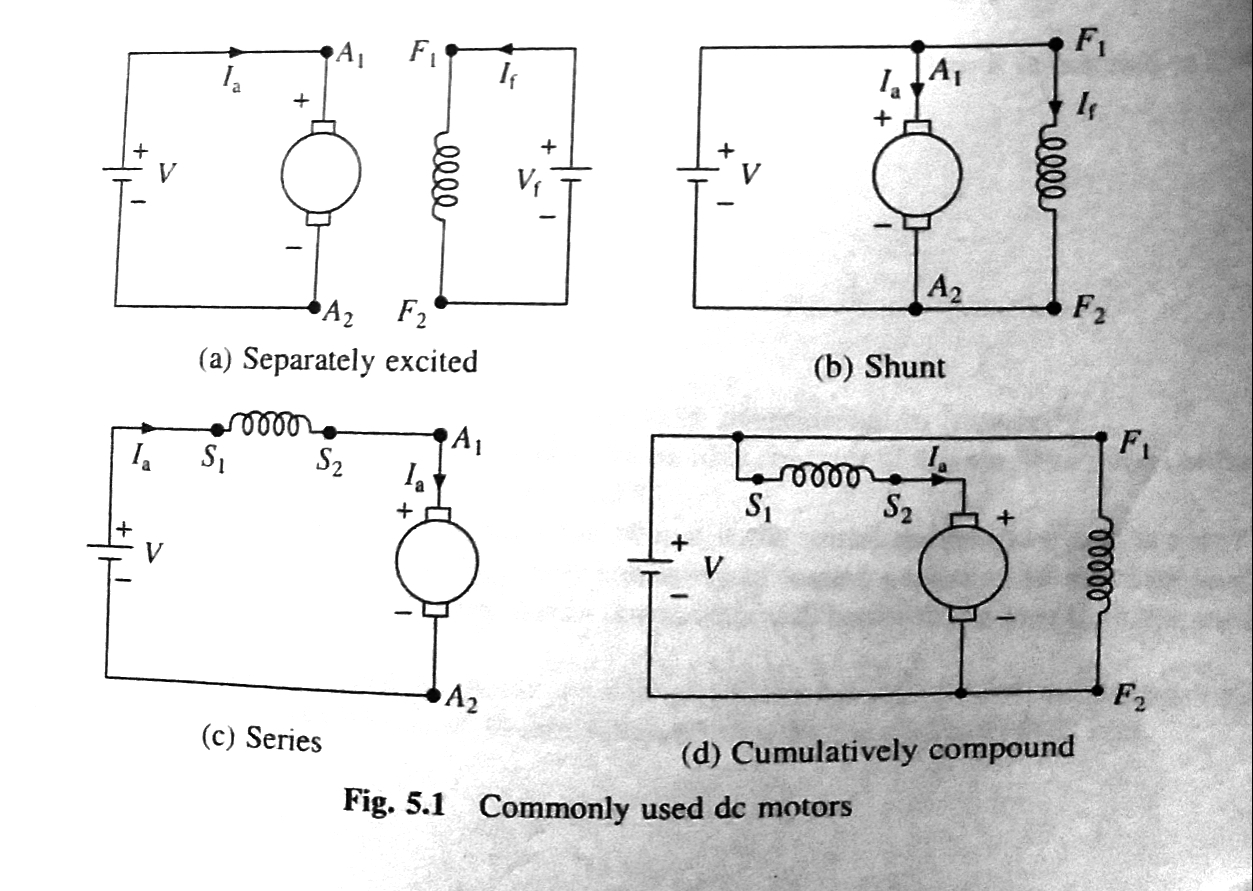 A1
Ia
+
+
V
−
−
A2
F1
If
+
Vf
−
F2
(a) Separately excited
F1
Ia
A1
If
+
+
V
−
−
A2
F2
(b) Shunt
Ia
S1
S2
A1
Ia
+
+
V
−
−
A2
(c) Series
F1
Ia
S1
S2
+
+
V
−
−
F2
(d) Cumulatively compound
Fig. 5.1 Commonly used dc motors